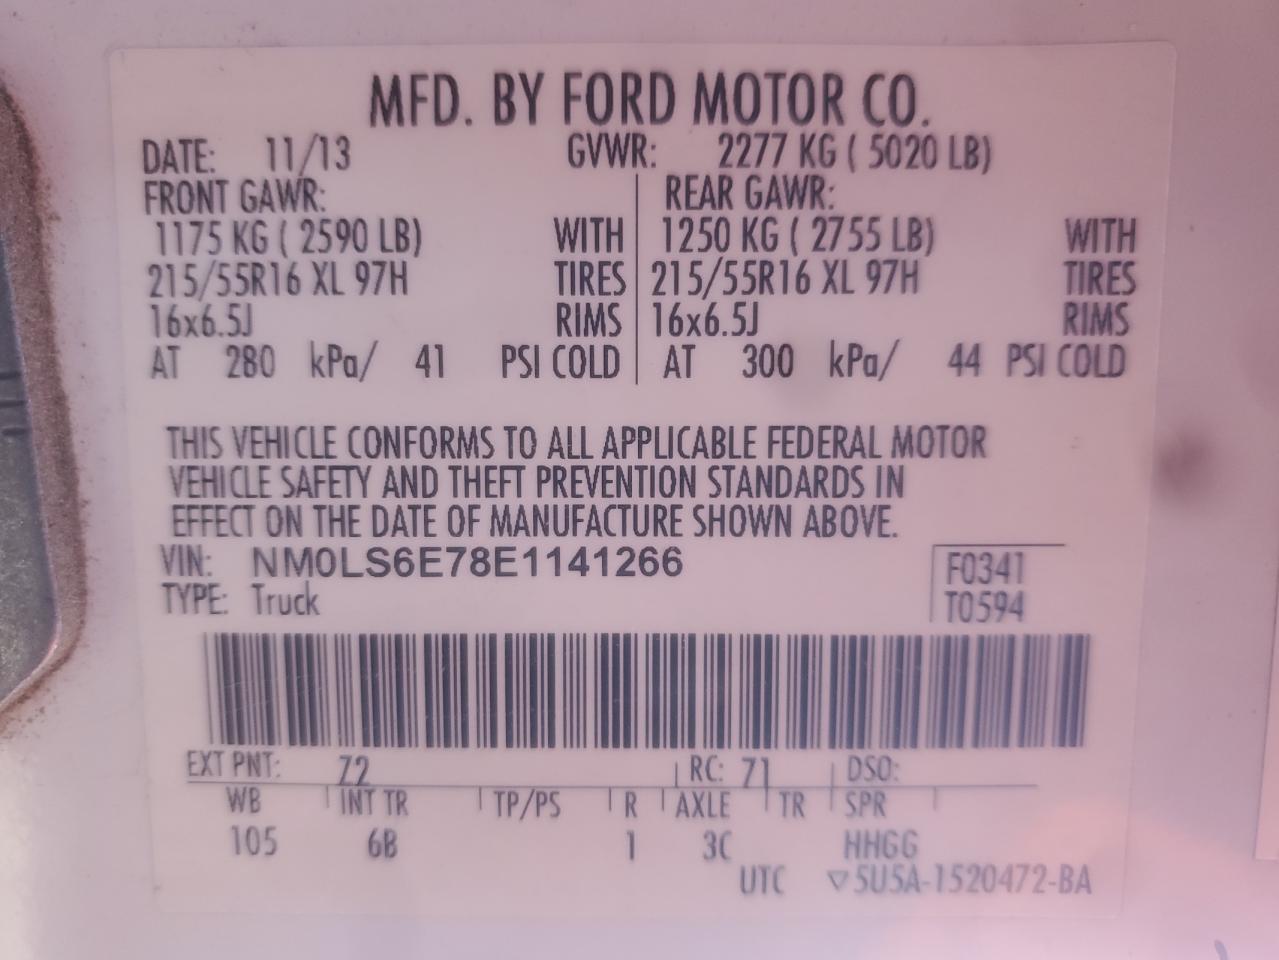 MFD. BY FORD MOTOR CO.
DATE: 11/13 GVWR: 2277 KG ( 5020 LB)
FRONT GAWR: REAR GAWR:
1175 KG ( 2590 LB) WITH 1250 KG ( 2755 LB) WITH
215/55R16 XL 97H TIRES 215/55R16 XL 97H TIRES
16x6.5J RIMS 16x6.5J RIMS
AT 280 kPa/ 41 PSI COLD AT 300 kPa/ 44 PSI COLD
THIS VEHICLE CONFORMS TO ALL APPLICABLE FEDERAL MOTOR
VEHICLE SAFETY AND THEFT PREVENTION STANDARDS IN
EFFECT ON THE DATE OF MANUFACTURE SHOWN ABOVE.
VIN: NM0LS6E78E1141266 F0341
TYPE: Truck T0594
EXT PNT: Z2 RC: 71 DSO:
WB INT TR TP/PS R AXLE TR SPR
105 6B 1 3C HHGG
UTC ▽5U5A-1520472-BA